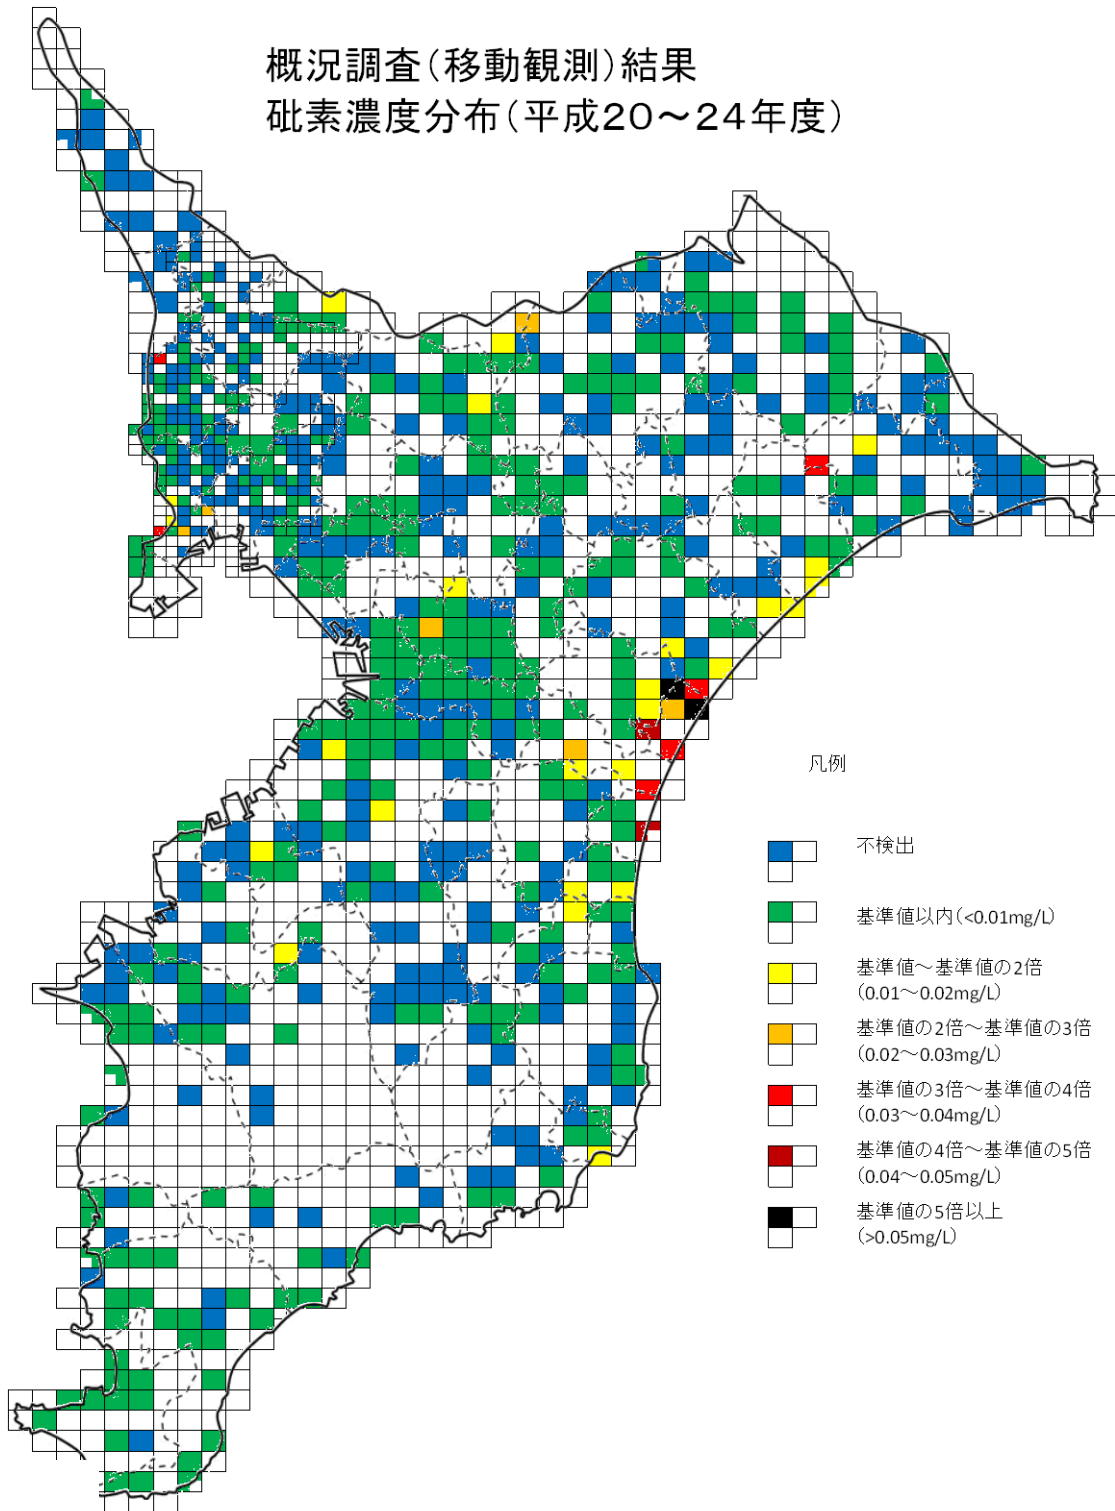 概況調査(移動観測)結果
砒素濃度分布(平成20～24年度)
凡例
不検出
基準値以内(<0.01mg/L)
基準値～基準値の2倍
(0.01～0.02mg/L)
基準値の2倍～基準値の3倍
(0.02～0.03mg/L)
基準値の3倍～基準値の4倍
(0.03～0.04mg/L)
基準値の4倍～基準値の5倍
(0.04～0.05mg/L)
基準値の5倍以上
(>0.05mg/L)